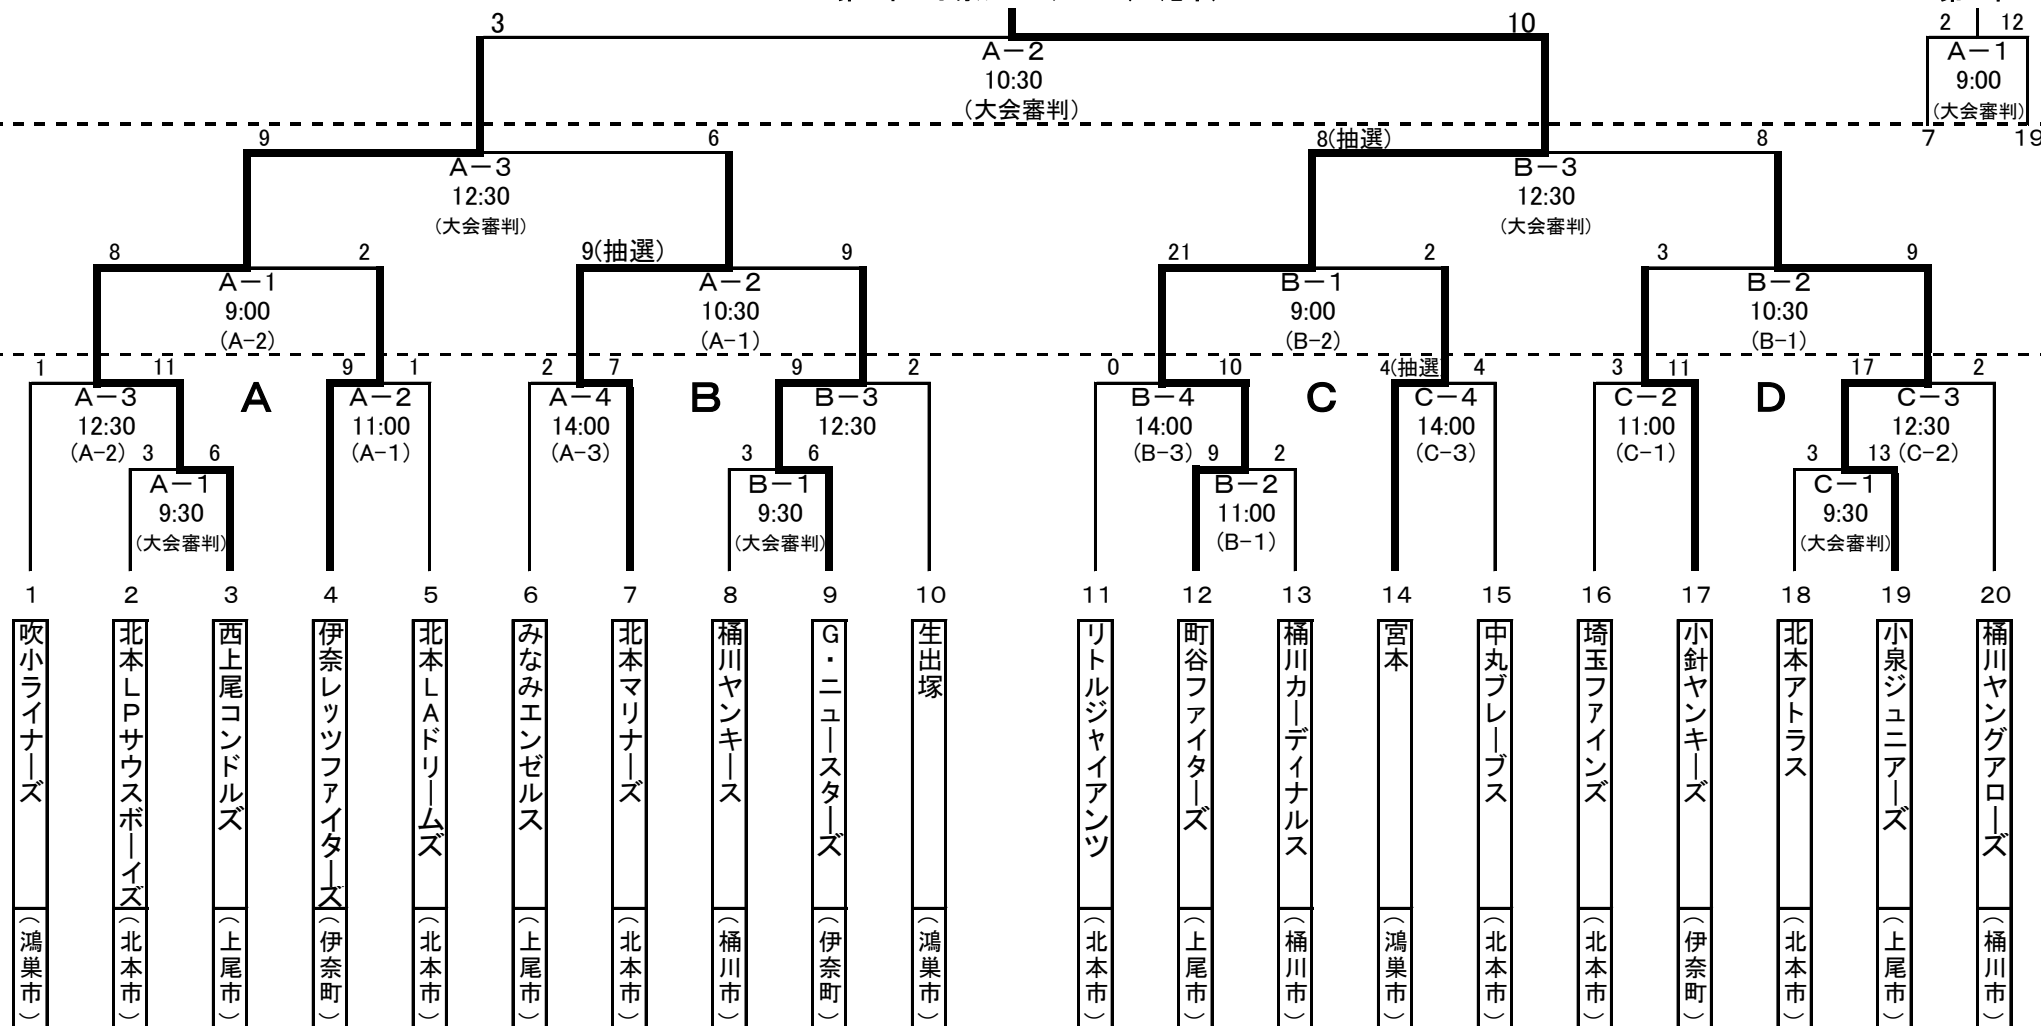 3 10 2 12
A－2 A－1
10:30 9:00
（大会審判） （大会審判）
9 6 8(抽選） 8 7 19
A－3 B－3
12:30 12:30
（大会審判） （大会審判）
8 2 9(抽選） 9 21 2 3 9
A－1 A－2 B－1 B－2
9:00 10:30 9:00 10:30
（A-2） （A-1） （B-2） （B-1）
1 11 9 1 2 7 9 2 0 10 4(抽選 4 3 11 17 2
A－3 A A－2 A－4 B B－3 B－4 C C－4 C－2 D C－3
12:30 11:00 14:00 12:30 14:00 14:00 11:00 12:30
（A-2） （A-1） （A-3） （B-3） （C-3） （C-1） （C-2）
3 6 3 6 9 2 3 13
A－1 B－1 B－2 C－1
9:30 9:30 11:00 9:30
（大会審判） （大会審判） （B-1） （大会審判）
1 2 3 4 5 6 7 8 9 10 11 12 13 14 15 16 17 18 19 20
吹小ライナーズ
（鴻巣市）
北本ＬＰサウスボーイズ
（北本市）
西上尾コンドルズ
（上尾市）
伊奈レッツファイターズ
（伊奈町）
北本ＬＡドリームズ
（北本市）
みなみエンゼルス
（上尾市）
北本マリナーズ
（北本市）
桶川ヤンキース
（桶川市）
Ｇ・ニュースターズ
（伊奈町）
生出塚
（鴻巣市）
リトルジャイアンツ
（北本市）
町谷ファイターズ
（上尾市）
桶川カーディナルス
（桶川市）
宮本
（鴻巣市）
中丸ブレーブス
（北本市）
埼玉ファインズ
（北本市）
小針ヤンキーズ
（伊奈町）
北本アトラス
（北本市）
小泉ジュニアーズ
（上尾市）
桶川ヤングアローズ
（桶川市）